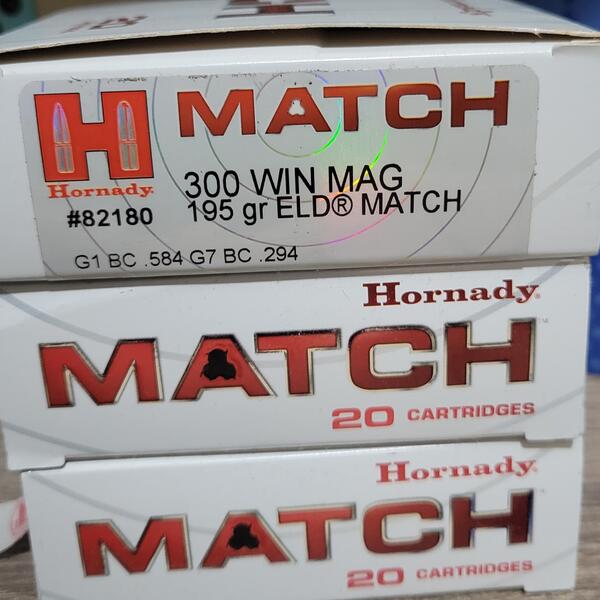 MATCH
Hornady
300 WIN MAG
#82180
195 gr ELD® MATCH
G1 BC .584 G7 BC .294
Hornady
MATCH
20 CARTRIDGES
Hornady
MATCH
20 CARTRIDGES